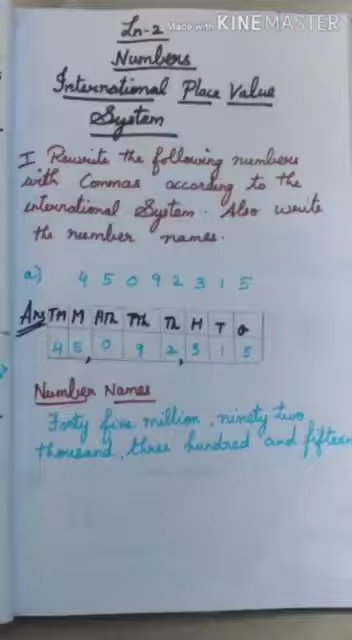 Ln-2
Made with KINEMASTER
Numbers
International Place Value
System
I Rewrite the following numbers
with Commas according to the
international System. Also write
the number names.
a) 4 5 0 9 2 3 1 5
Ans TM M HTh TTh Th H T O
4 5, 0 9 2, 3 1 5
Number Names
Forty five million, ninety two
thousand, three hundred and fifteen